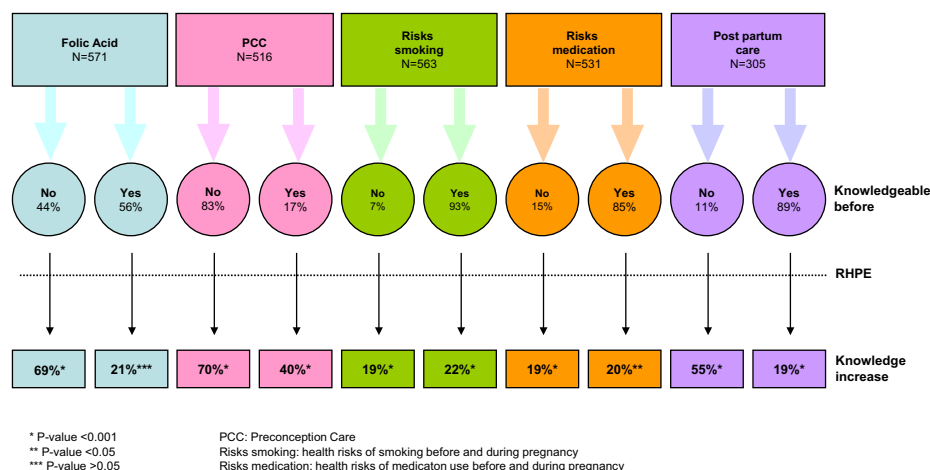 Folic Acid
N=571
PCC
N=516
Risks
smoking
N=563
Risks
medication
N=531
Post partum
care
N=305
No
44%
Yes
56%
No
83%
Yes
17%
No
7%
Yes
93%
No
15%
Yes
85%
No
11%
Yes
89%
Knowledgeable
before
RHPE
69%*
21%***
70%*
40%*
19%*
22%*
19%*
20%**
55%*
19%*
Knowledge
increase
* P-value <0.001
** P-value <0.05
*** P-value >0.05
PCC: Preconception Care
Risks smoking: health risks of smoking before and during pregnancy
Risks medication: health risks of medicaton use before and during pregnancy